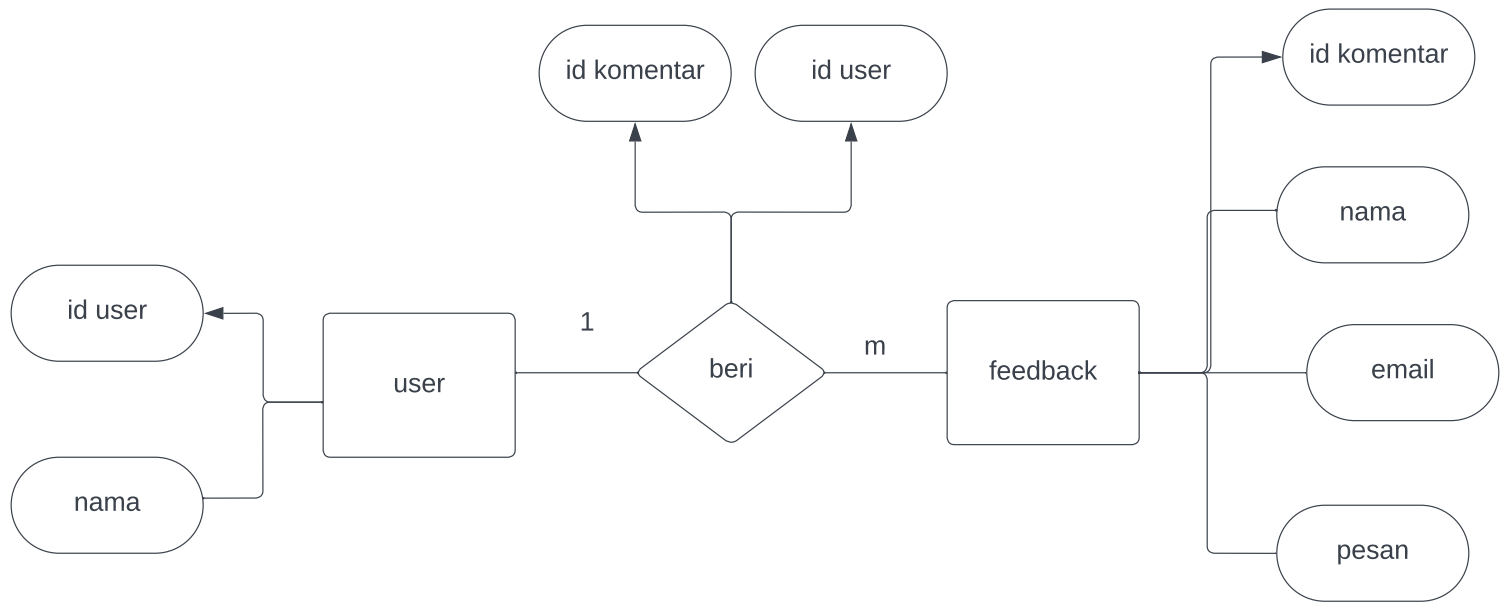 id komentar
id user
id komentar
nama
id user
1
m
user
beri
feedback
email
nama
pesan